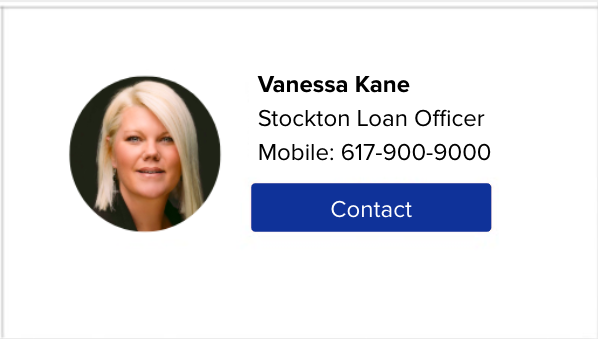 Vanessa Kane
Stockton Loan Officer
Mobile: 617-900-9000
Contact